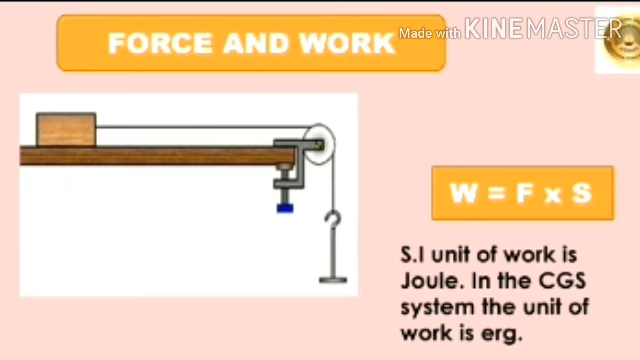 Made with KINEMASTER
FORCE AND WORK
W = F x S
S.I unit of work is
Joule. In the CGS
system the unit of
work is erg.